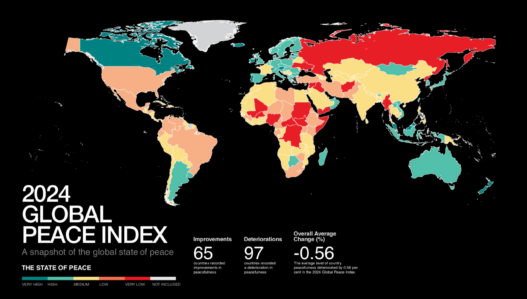 2024
GLOBAL
PEACE INDEX
A snapshot of the global state of peace
THE STATE OF PEACE
VERY HIGH
HIGH
MEDIUM
LOW
VERY LOW
NOT INCLUDED
Improvements
65
countries recorded
improvements in
peacefulness
Deteriorations
97
countries recorded
a deterioration in
peacefulness
Overall Average
Change (%)
-0.56
The average level of country
peacefulness deteriorated by 0.56 per
cent in the 2024 Global Peace Index.